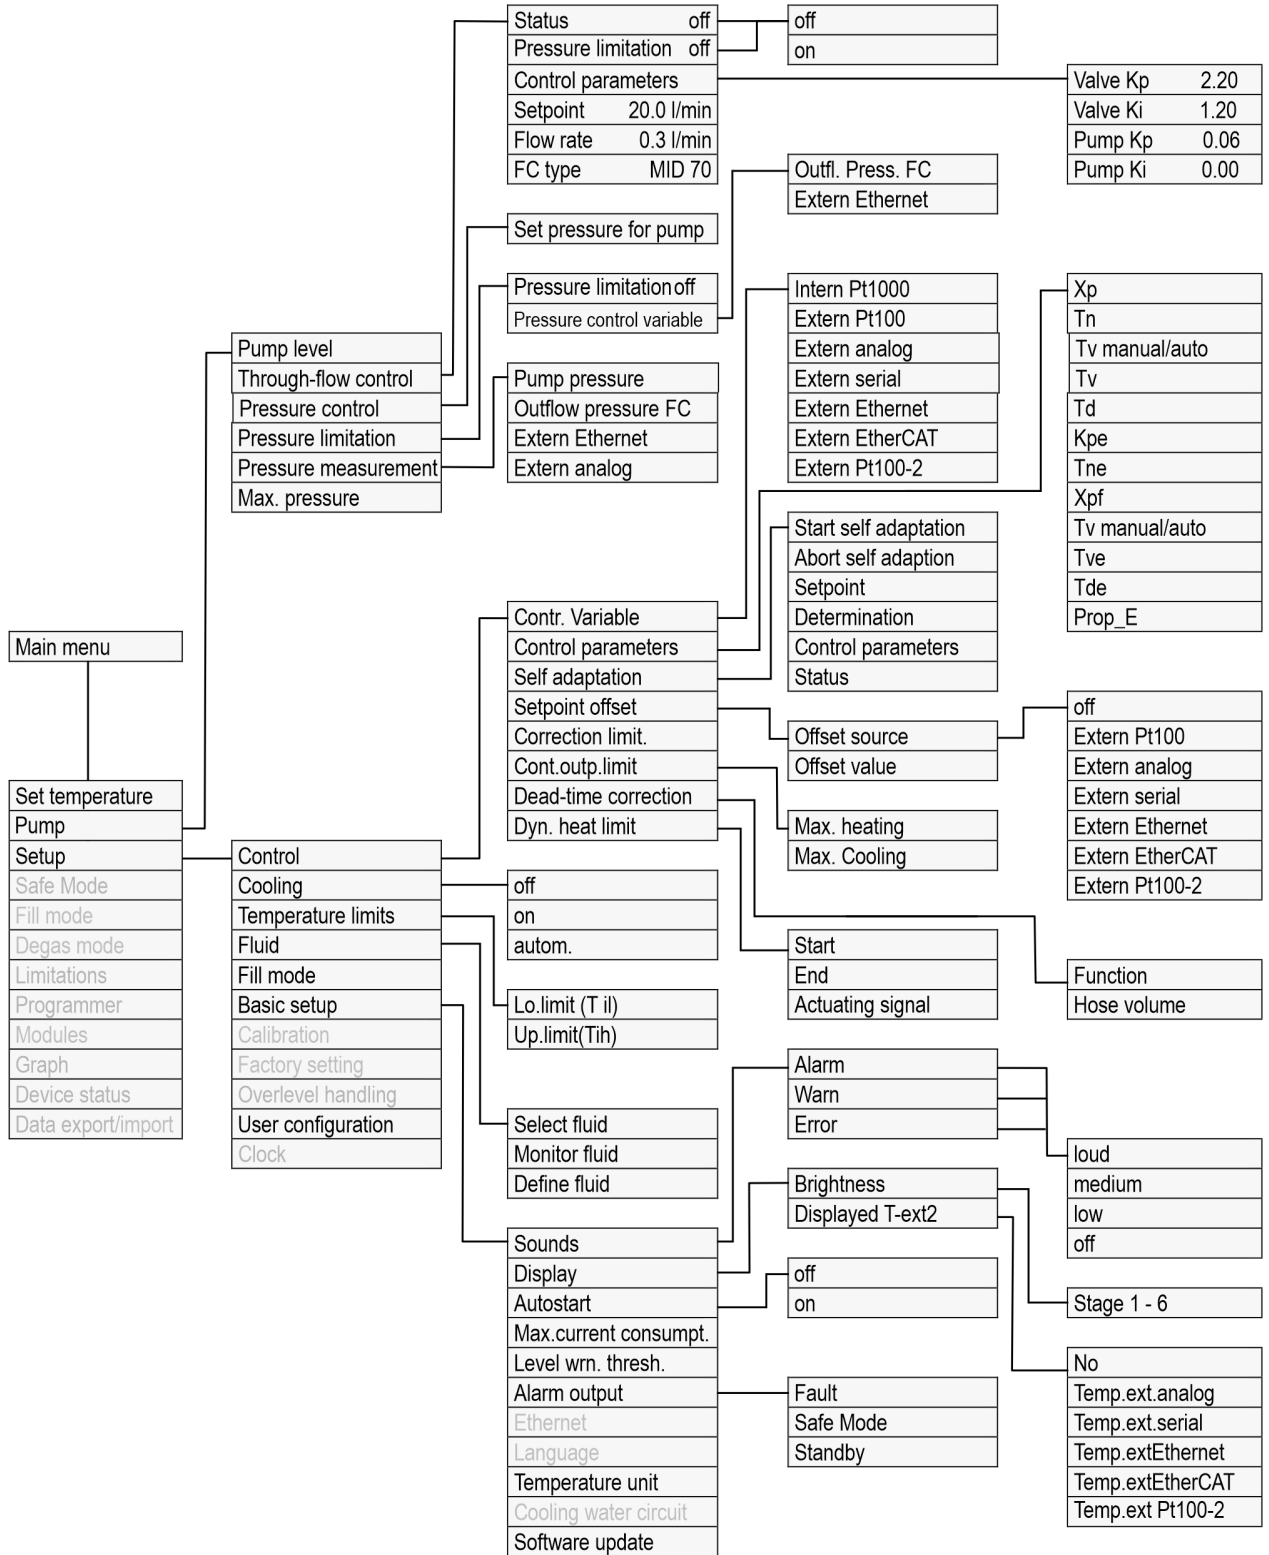 Main menu
Set temperature
Pump
Setup
Safe Mode
Fill mode
Degas mode
Limitations
Programmer
Modules
Graph
Device status
Data export/import
Pump level
Through-flow control
Pressure control
Pressure limitation
Pressure measurement
Max. pressure
Control
Cooling
Temperature limits
Fluid
Fill mode
Basic setup
Calibration
Factory setting
Overlevel handling
User configuration
Clock
Status off
Pressure limitation off
Control parameters
Setpoint 20.0 l/min
Flow rate 0.3 l/min
FC type MID 70
Set pressure for pump
Pressure limitation off
Pressure control variable
Pump pressure
Outflow pressure FC
Extern Ethernet
Extern analog
Contr. Variable
Control parameters
Self adaptation
Setpoint offset
Correction limit.
Cont.outp.limit
Dead-time correction
Dyn. heat limit
off
on
autom.
Lo.limit (T il)
Up.limit(Tih)
Select fluid
Monitor fluid
Define fluid
Sounds
Display
Autostart
Max.current consumpt.
Level wrn. thresh.
Alarm output
Ethernet
Language
Temperature unit
Cooling water circuit
Software update
off
on
Outfl. Press. FC
Extern Ethernet
Intern Pt1000
Extern Pt100
Extern analog
Extern serial
Extern Ethernet
Extern EtherCAT
Extern Pt100-2
Start self adaptation
Abort self adaption
Setpoint
Determination
Control parameters
Status
Offset source
Offset value
Max. heating
Max. Cooling
Start
End
Actuating signal
Alarm
Warn
Error
Brightness
Displayed T-ext2
off
on
Fault
Safe Mode
Standby
Valve Kp 2.20
Valve Ki 1.20
Pump Kp 0.06
Pump Ki 0.00
Xp
Tn
Tv manual/auto
Tv
Td
Kpe
Tne
Xpf
Tv manual/auto
Tve
Tde
Prop_E
off
Extern Pt100
Extern analog
Extern serial
Extern Ethernet
Extern EtherCAT
Extern Pt100-2
Function
Hose volume
loud
medium
low
off
Stage 1 - 6
No
Temp.ext.analog
Temp.ext.serial
Temp.extEthernet
Temp.extEtherCAT
Temp.ext Pt100-2